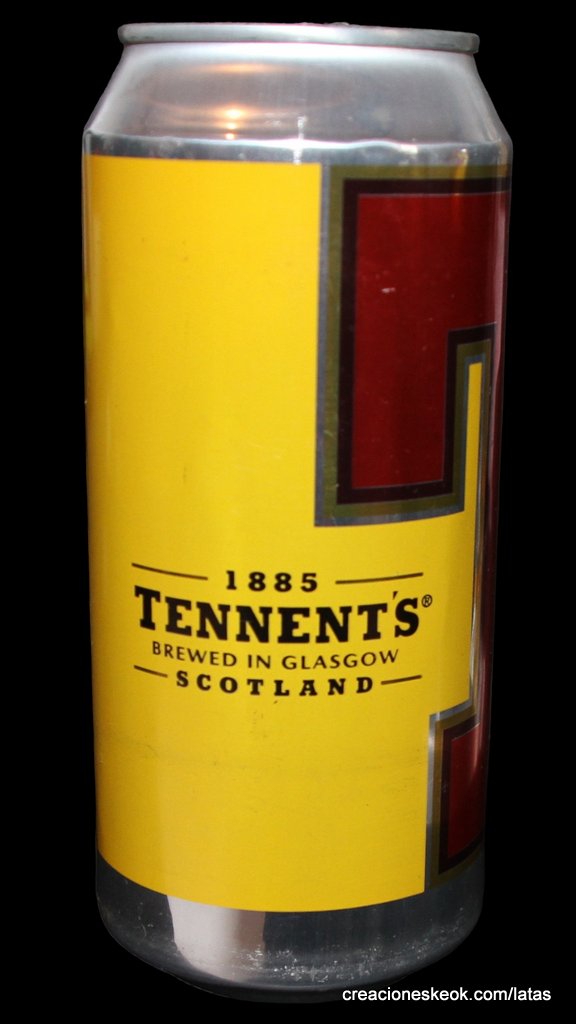 1885
TENNENT'S®
BREWED IN GLASGOW
SCOTLAND
creacioneskeok.com/latas